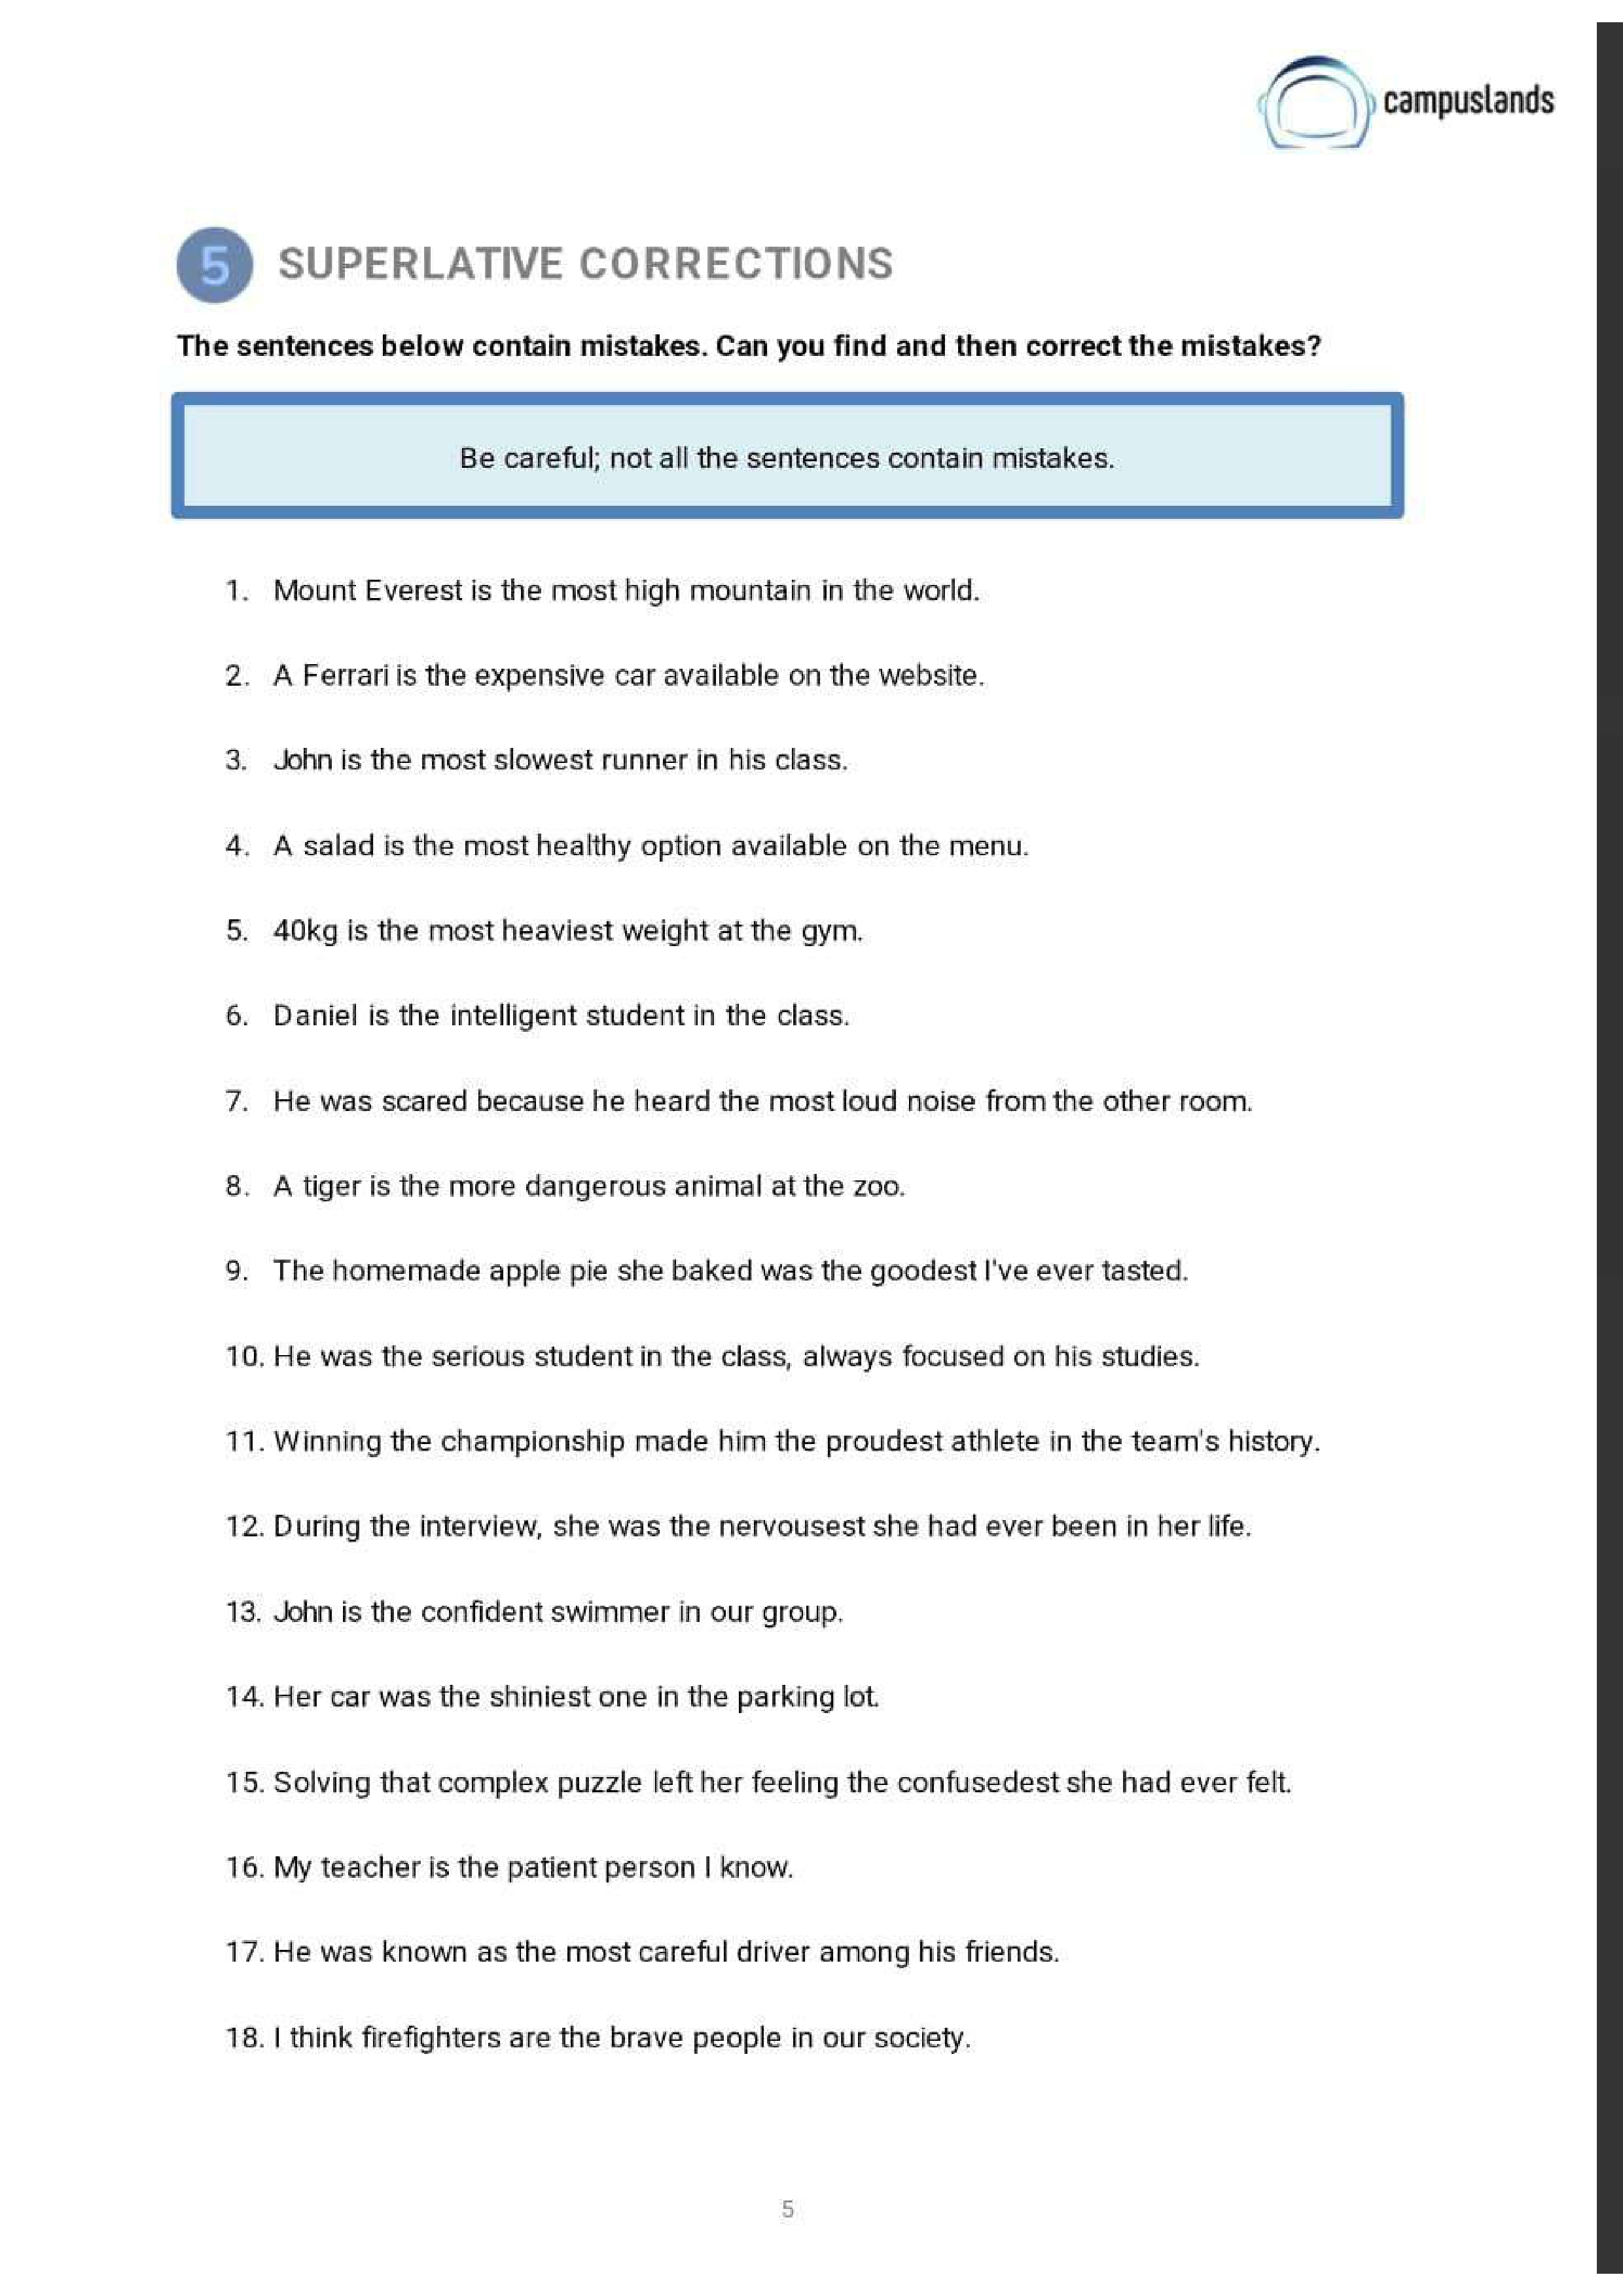 campuslands
5 SUPERLATIVE CORRECTIONS
The sentences below contain mistakes. Can you find and then correct the mistakes?
Be careful; not all the sentences contain mistakes.
1. Mount Everest is the most high mountain in the world.
2. A Ferrari is the expensive car available on the website.
3. John is the most slowest runner in his class.
4. A salad is the most healthy option available on the menu.
5. 40kg is the most heaviest weight at the gym.
6. Daniel is the intelligent student in the class.
7. He was scared because he heard the most loud noise from the other room.
8. A tiger is the more dangerous animal at the zoo.
9. The homemade apple pie she baked was the goodest I've ever tasted.
10. He was the serious student in the class, always focused on his studies.
11. Winning the championship made him the proudest athlete in the team's history.
12. During the interview, she was the nervousest she had ever been in her life.
13. John is the confident swimmer in our group.
14. Her car was the shiniest one in the parking lot.
15. Solving that complex puzzle left her feeling the confusedest she had ever felt.
16. My teacher is the patient person I know.
17. He was known as the most careful driver among his friends.
18. I think firefighters are the brave people in our society.
5